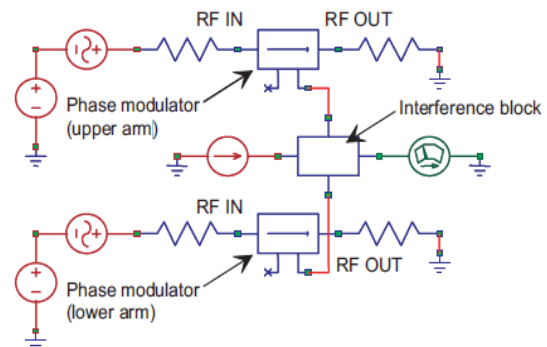 RF IN
RF OUT
Phase modulator
(upper arm)
Interference block
RF IN
RF OUT
Phase modulator
(lower arm)